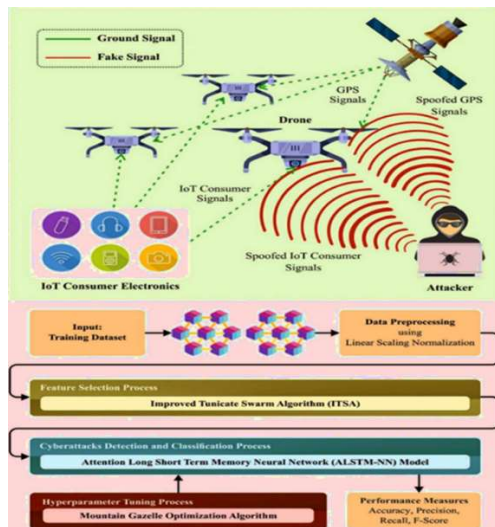 Ground Signal
Fake Signal
GPS
Signals
Spoofed GPS
Signals
Drone
IoT Consumer
Signals
Spoofed IoT Consumer
Signals
IoT Consumer Electronics
Attacker
Input:
Training Dataset
Data Preprocessing
using
Linear Scaling Normalization
Feature Selection Process
Improved Tunicate Swarm Algorithm (ITSA)
Cyberattacks Detection and Classification Process
Attention Long Short Term Memory Neural Network (ALSTM-NN) Model
Hyperparameter Tuning Process
Mountain Gazelle Optimization Algorithm
Performance Measures
Accuracy, Precision,
Recall, F-Score